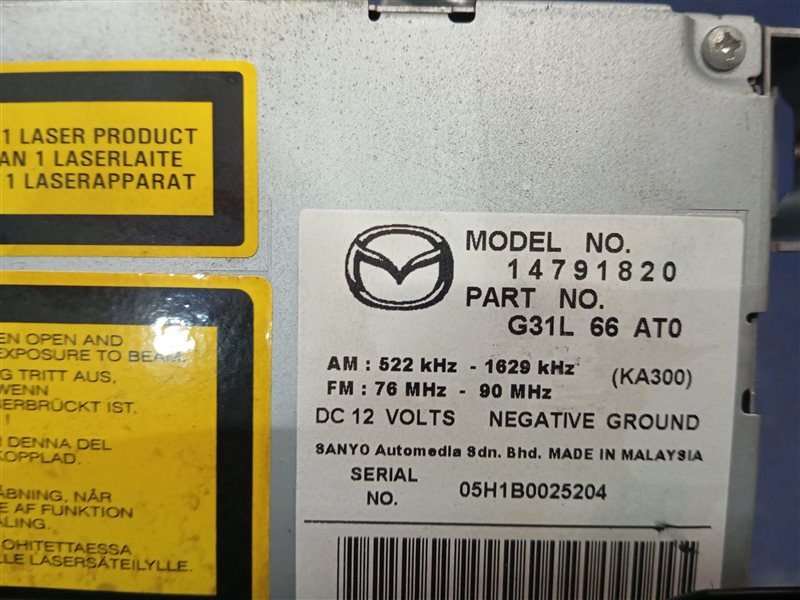 1 LASER PRODUCT
AN 1 LASERLAITE
1 LASERAPPARAT
EN OPEN AND
EXPOSURE TO BEAM.
G TRITT AUS,
WENN
ERBRÜCKT IST.
!
DENNA DEL
KOPPLAD.
ÅBNING, NÅR
E AF FUNKTION
ALING.
OHITETTAESSA
LLE LASERSÄTEILYLLE.
MODEL NO.
14791820
PART NO.
G31L 66 AT0
AM : 522 kHz - 1629 kHz
(KA300)
FM : 76 MHz - 90 MHz
DC 12 VOLTS NEGATIVE GROUND
SANYO Automedia Sdn. Bhd. MADE IN MALAYSIA
SERIAL
NO.
05H1B0025204